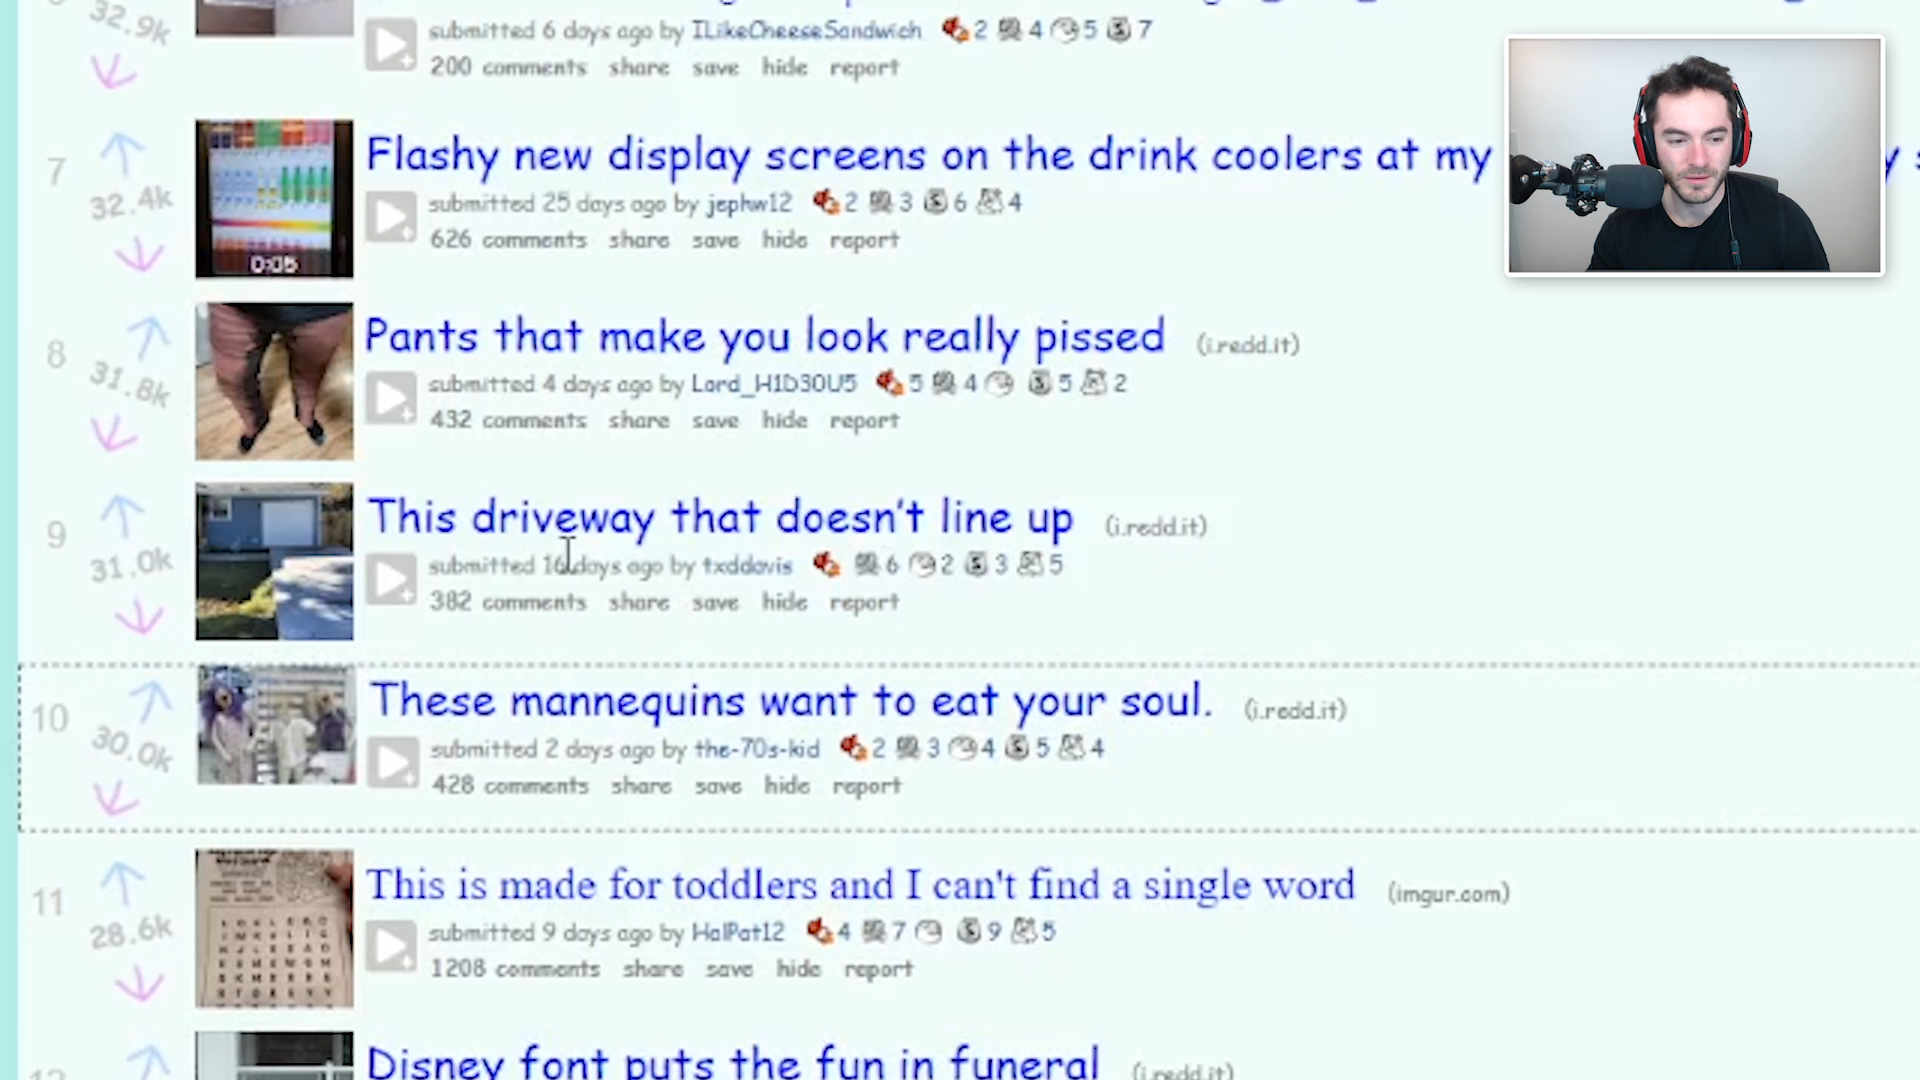 32.9k
submitted 6 days ago by ILikeCheeseSandwich 2 4 5 7
200 comments share save hide report
7
32.4k
Flashy new display screens on the drink coolers at my
submitted 25 days ago by jephw12 2 3 6 4
626 comments share save hide report
0:05
8
31.8k
Pants that make you look really pissed (i.redd.it)
submitted 4 days ago by Lord_H1D30U5 5 4 5 2
432 comments share save hide report
9
31.0k
This driveway that doesn't line up (i.redd.it)
submitted 16 days ago by txddavis 6 2 3 5
382 comments share save hide report
10
30.0k
These mannequins want to eat your soul. (i.redd.it)
submitted 2 days ago by the-70s-kid 2 3 4 5 4
428 comments share save hide report
11
28.6k
This is made for toddlers and I can't find a single word (imgur.com)
submitted 9 days ago by HalPat12 4 7 9 5
1208 comments share save hide report
Disney font puts the fun in funeral (i.redd.it)